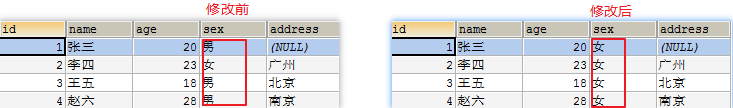 修改前
id name age sex address
1 张三 20 男 (NULL)
2 李四 23 女 广州
3 王五 18 男 北京
4 赵六 28 男 南京
修改后
id name age sex address
1 张三 20 女 (NULL)
2 李四 23 女 广州
3 王五 18 女 北京
4 赵六 28 女 南京